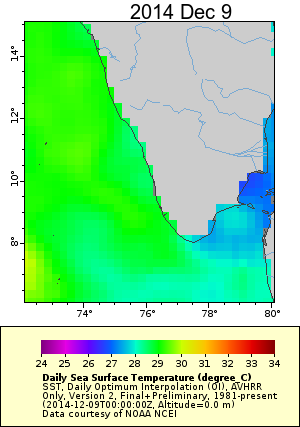 2014 Dec 9
14°
12°
10°
8°
74°
76°
78°
80°
24 25 26 27 28 29 30 31 32 33 34
Daily Sea Surface Temperature (degree_C)
SST, Daily Optimum Interpolation (OI), AVHRR
Only, Version 2, Final+Preliminary, 1981-present
(2014-12-09T00:00:00Z, Altitude=0.0 m)
Data courtesy of NOAA NCEI